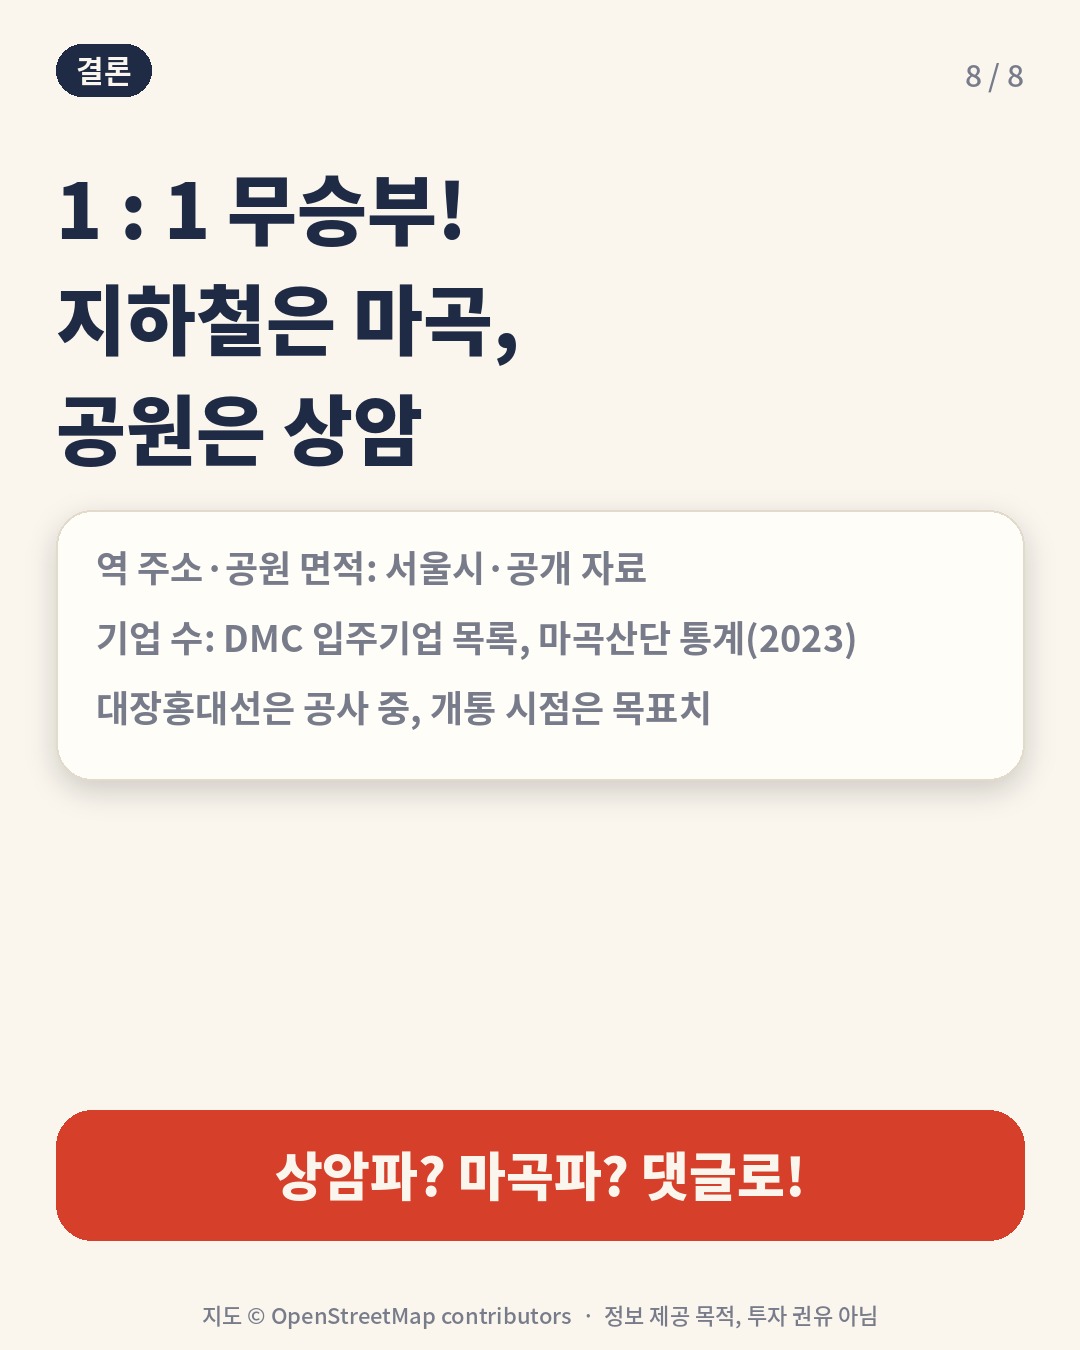 결론
8 / 8
1 : 1 무승부!
지하철은 마곡,
공원은 상암
역 주소·공원 면적: 서울시·공개 자료
기업 수: DMC 입주기업 목록, 마곡산단 통계(2023)
대장홍대선은 공사 중, 개통 시점은 목표치
상암파? 마곡파? 댓글로!
지도 © OpenStreetMap contributors · 정보 제공 목적, 투자 권유 아님